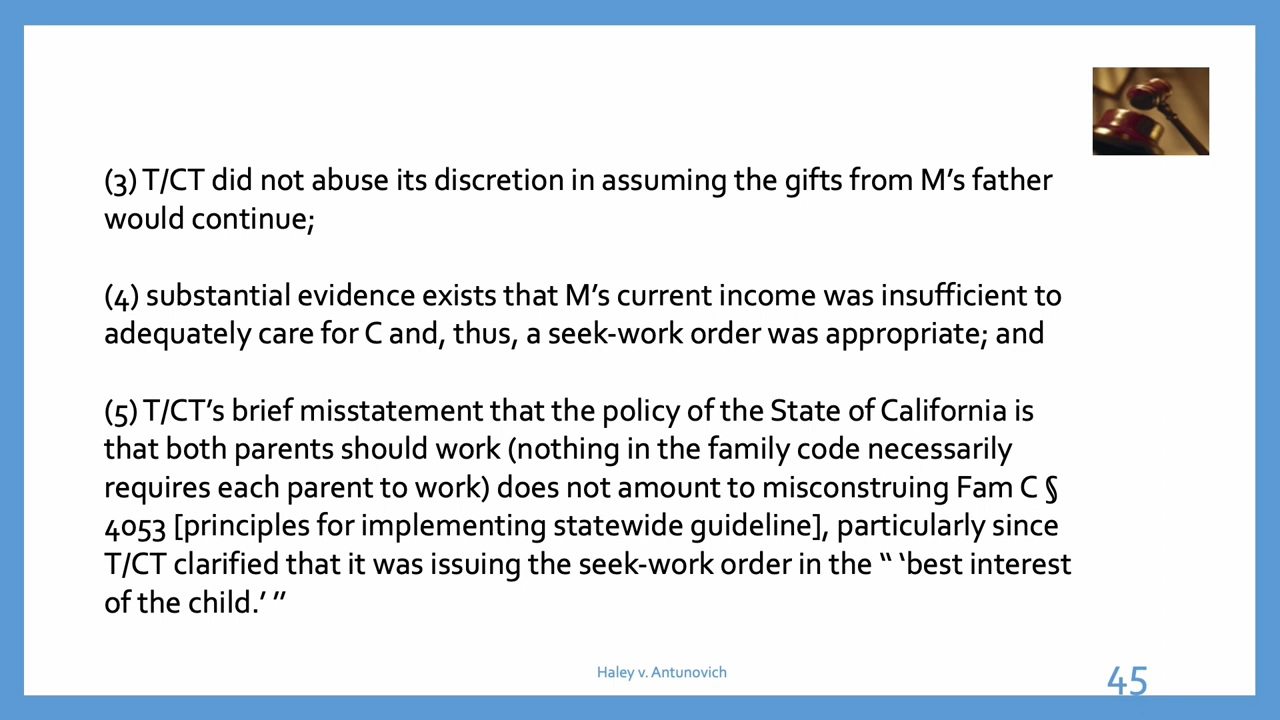 (3) T/CT did not abuse its discretion in assuming the gifts from M’s father
would continue;
(4) substantial evidence exists that M’s current income was insufficient to
adequately care for C and, thus, a seek-work order was appropriate; and
(5) T/CT’s brief misstatement that the policy of the State of California is
that both parents should work (nothing in the family code necessarily
requires each parent to work) does not amount to misconstruing Fam C §
4053 [principles for implementing statewide guideline], particularly since
T/CT clarified that it was issuing the seek-work order in the “ ‘best interest
of the child.’ ”
Haley v. Antunovich
45